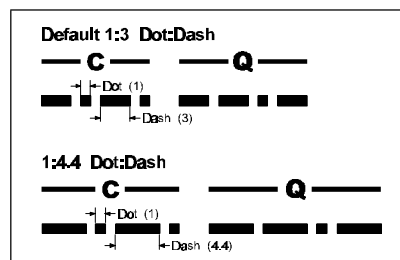 Default 1:3 Dot:Dash
C Q
Dot (1)
Dash (3)
1:4.4 Dot:Dash
C Q
Dot (1)
Dash (4.4)